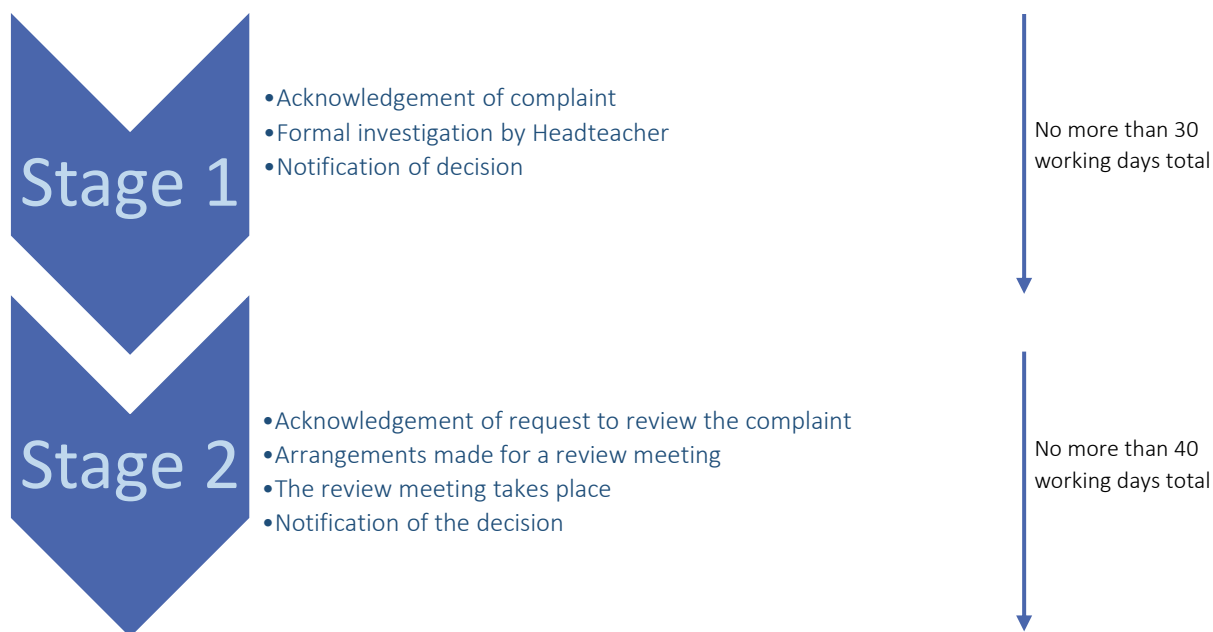 Stage 1
•Acknowledgement of complaint
•Formal investigation by Headteacher
•Notification of decision
No more than 30
working days total
Stage 2
•Acknowledgement of request to review the complaint
•Arrangements made for a review meeting
•The review meeting takes place
•Notification of the decision
No more than 40
working days total